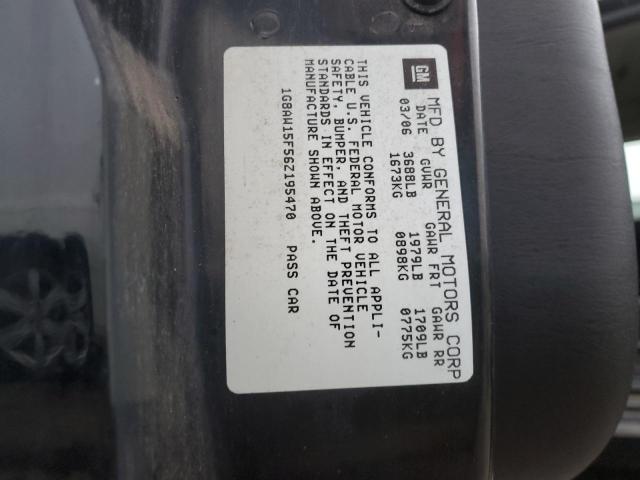 GM
MFD BY GENERAL MOTORS CORP
DATE GVWR GAWR FRT GAWR RR
03/06 3688LB 1979LB 1709LB
1673KG 0898KG 0775KG
THIS VEHICLE CONFORMS TO ALL APPLI-
CABLE U.S. FEDERAL MOTOR VEHICLE
SAFETY, BUMPER, AND THEFT PREVENTION
STANDARDS IN EFFECT ON THE DATE OF
MANUFACTURE SHOWN ABOVE.
1G8AW15F56Z195470 PASS CAR